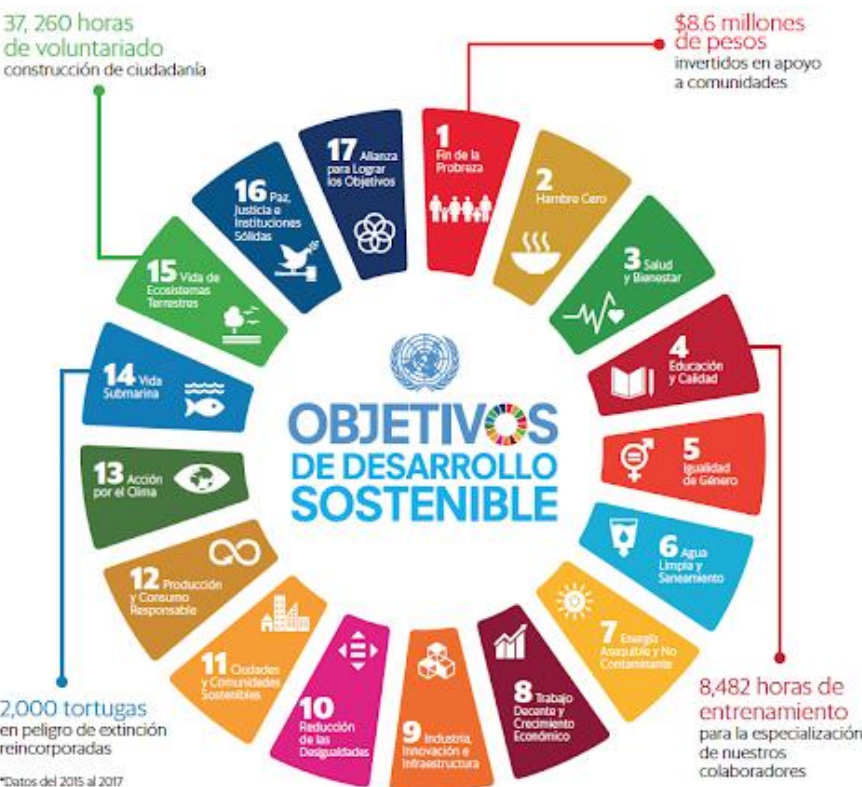 37, 260 horas
de voluntariado
construcción de ciudadanía
$8.6 millones
de pesos
invertidos en apoyo
a comunidades
1
Fin de la
Probreza
2
Hambre Cero
3 Salud
y Bienestar
4
Educación
y Calidad
5
Igualdad
de Género
6 Agua
Limpia y
Saneamiento
7 Energía
Asequible y No
Contaminante
8 Trabajo
Decente y
Crecimiento
Económico
9 Industria,
Innovación e
Infraestructura
10
Reducción
de las
Desigualdades
11 Ciudades
y Comunidades
Sostenibles
12 Producción
y Consumo
Responsable
13 Acción
por el Clima
14 Vida
Submarina
15 Vida de
Ecosistemas
Terrestres
16 Paz,
Justicia e
Instituciones
Sólidas
17 Alianza
para Lograr
los Objetivos
OBJETIVOS
DE DESARROLLO
SOSTENIBLE
2,000 tortugas
en peligro de extinción
reincorporadas
*Datos del 2015 al 2017
8,482 horas de
entrenamiento
para la especialización
de nuestros
colaboradores